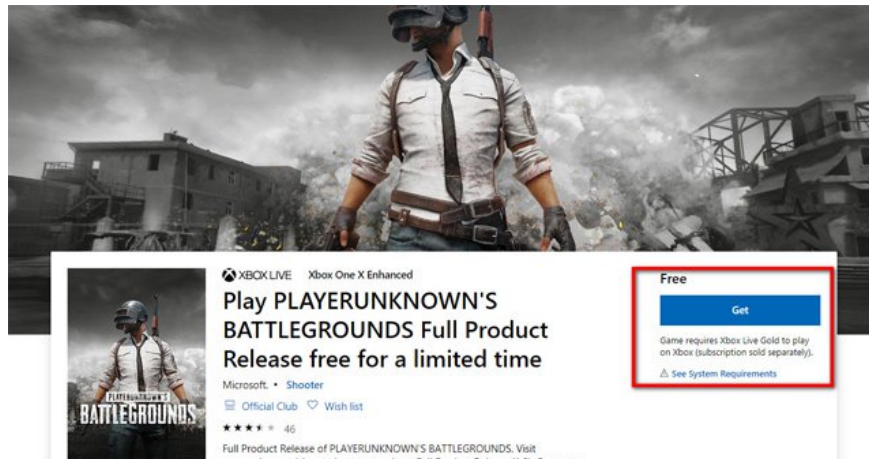 XBOX LIVE Xbox One X Enhanced
Play PLAYERUNKNOWN'S
BATTLEGROUNDS Full Product
Release free for a limited time
Microsoft. • Shooter
Official Club Wish list
46
Full Product Release of PLAYERUNKNOWN'S BATTLEGROUNDS. Visit
PLAYERUNKNOWN'S
BATTLEGROUNDS
Free
Get
Game requires Xbox Live Gold to play
on Xbox (subscription sold separately).
See System Requirements